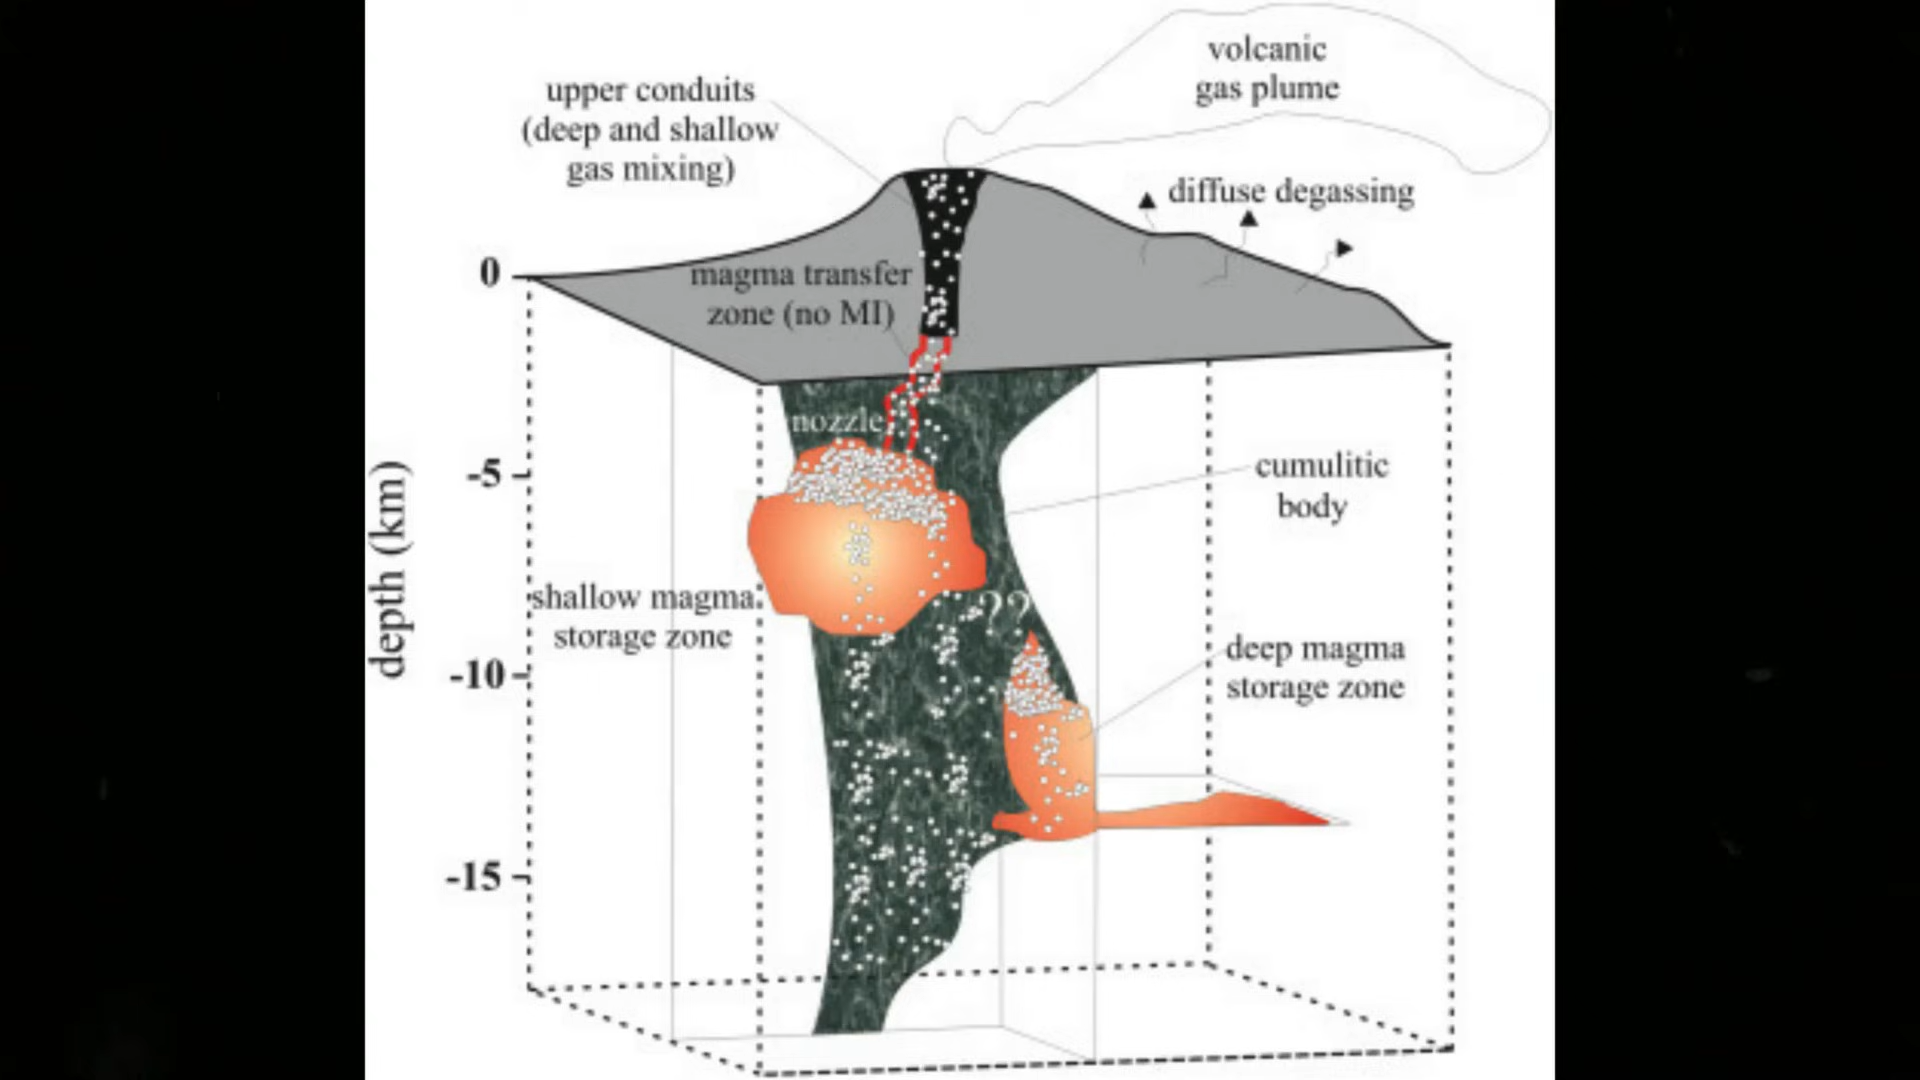 volcanic
gas plume
upper conduits
(deep and shallow
gas mixing)
diffuse degassing
0
magma transfer
zone (no MI)
nozzle
-5
cumulitic
body
depth (km)
shallow magma
storage zone
??
deep magma
storage zone
-10
-15